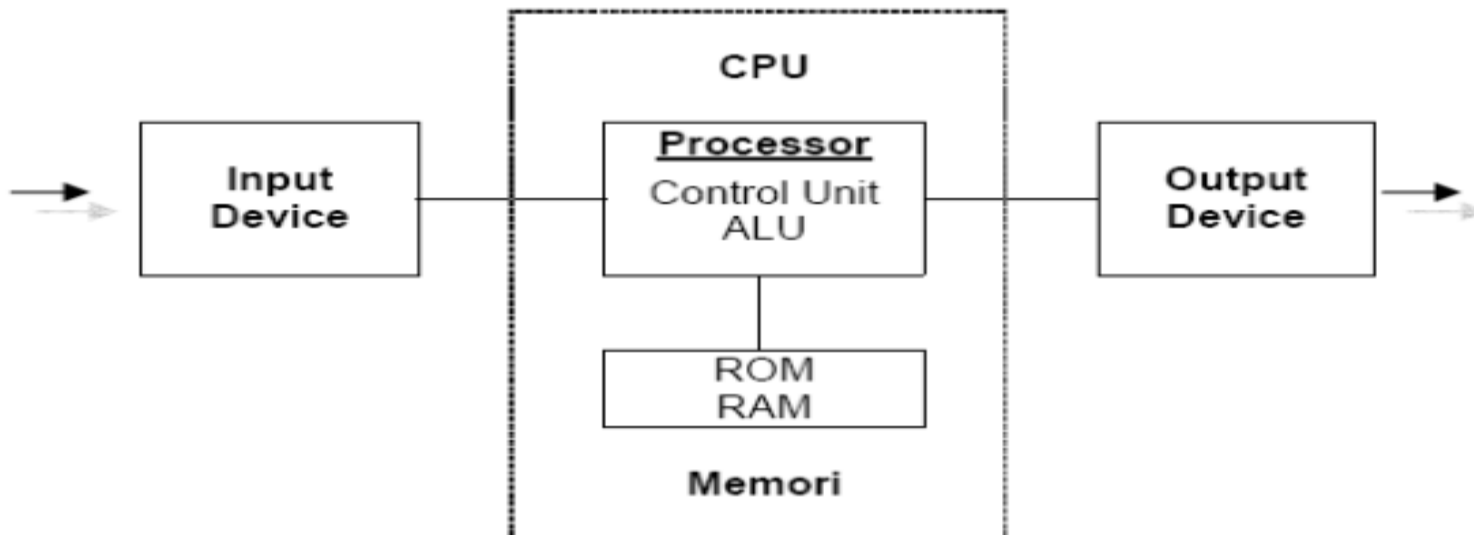 CPU
Input
Device
Processor
Control Unit
ALU
Output
Device
ROM
RAM
Memori